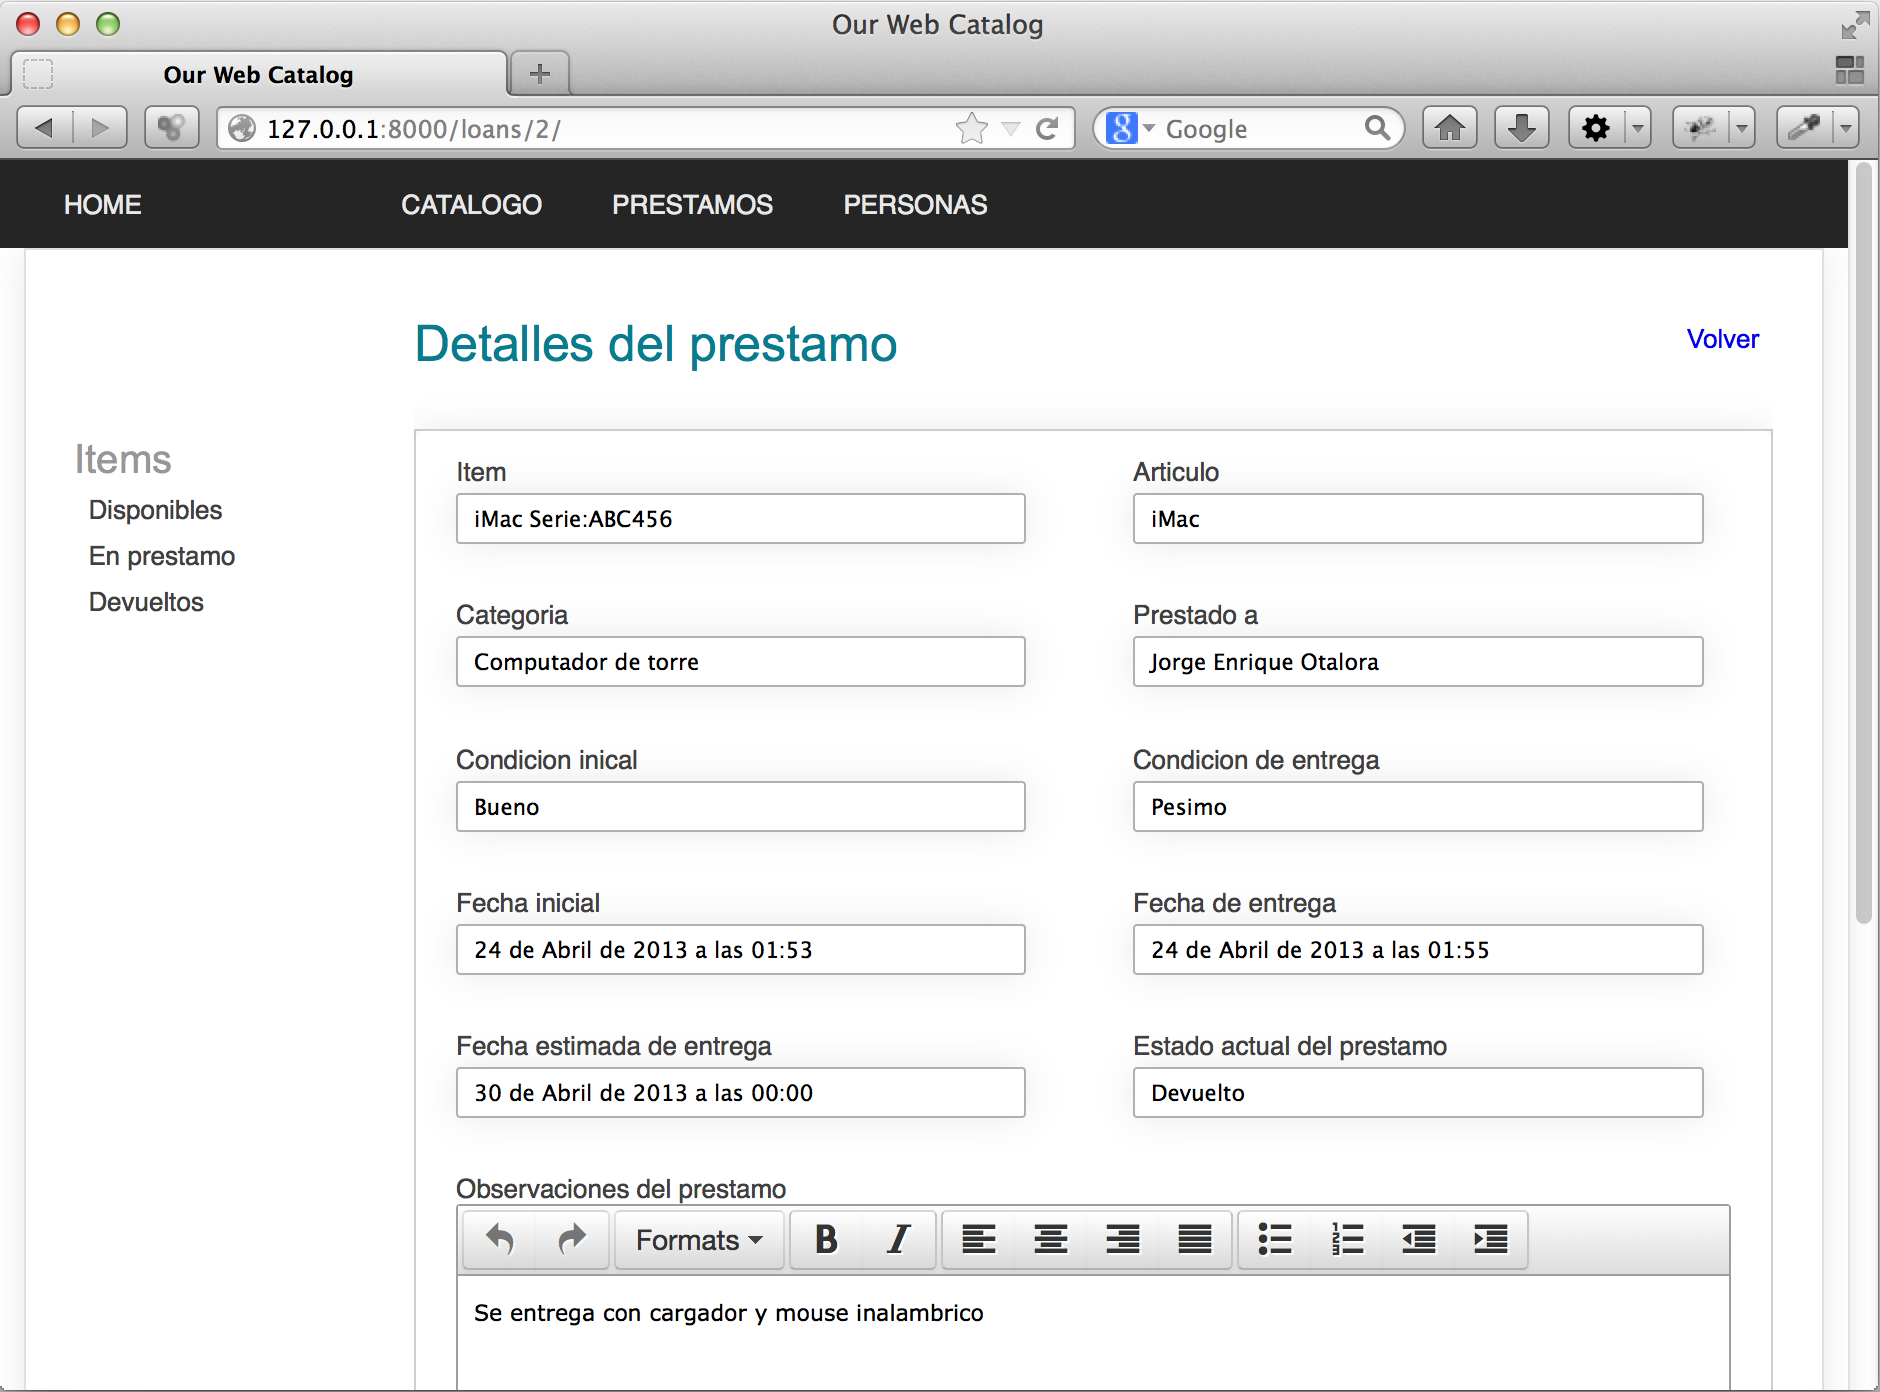 Our Web Catalog
Our Web Catalog
127.0.0.1:8000/loans/2/
8 Google
HOME CATALOGO PRESTAMOS PERSONAS
Detalles del prestamo
Volver
Items
Disponibles
En prestamo
Devueltos
Item
iMac Serie:ABC456
Articulo
iMac
Categoria
Computador de torre
Prestado a
Jorge Enrique Otalora
Condicion inical
Bueno
Condicion de entrega
Pesimo
Fecha inicial
24 de Abril de 2013 a las 01:53
Fecha de entrega
24 de Abril de 2013 a las 01:55
Fecha estimada de entrega
30 de Abril de 2013 a las 00:00
Estado actual del prestamo
Devuelto
Observaciones del prestamo
Formats B I
Se entrega con cargador y mouse inalambrico